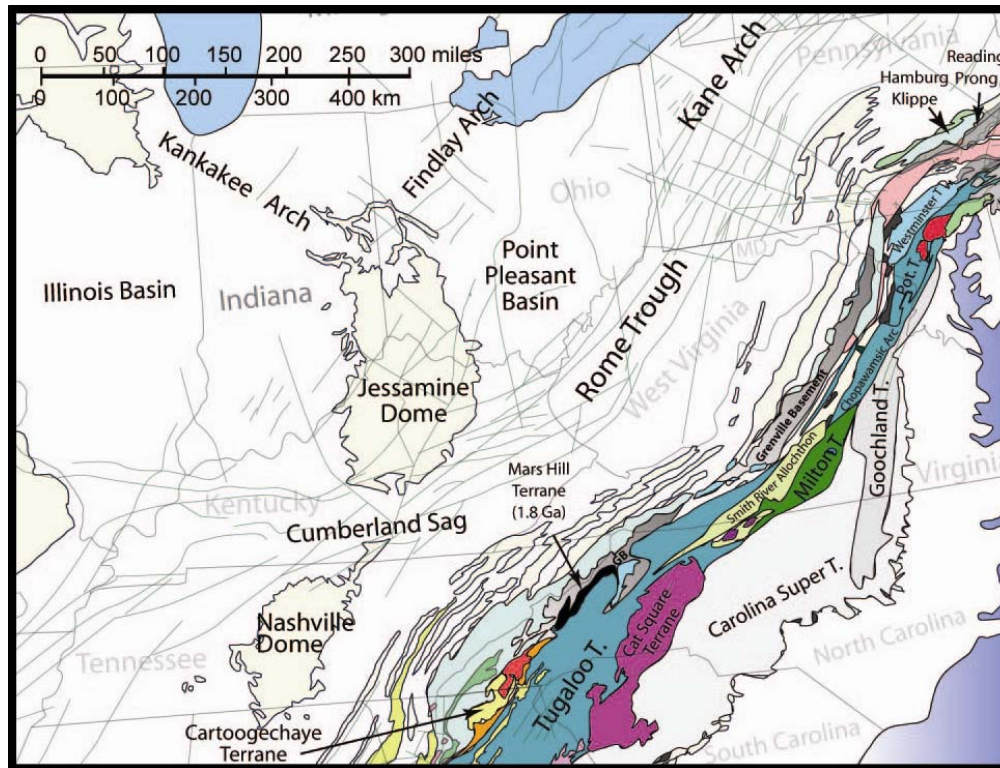 0 50 100 150 200 250 300 miles
0 100 200 300 400 km
Pennsylvania
Reading
Prong
Hamburg
Klippe
Kane Arch
Findlay Arch
Kankakee Arch
Ohio
Westminster T.
MD
Pot. T.
Point
Pleasant
Basin
Illinois Basin
Indiana
Rome Trough
West Virginia
Chopawamsic Arc
Jessamine
Dome
Grenville Basement
Goochland T.
Milton T.
Smith River Allochthon
Virginia
Mars Hill
Terrane
(1.8 Ga)
Kentucky
Cumberland Sag
GB
Carolina Super T.
Cat Square
Terrane
Nashville
Dome
North Carolina
Tennessee
Tugaloo T.
Cartoogechaye
Terrane
South Carolina